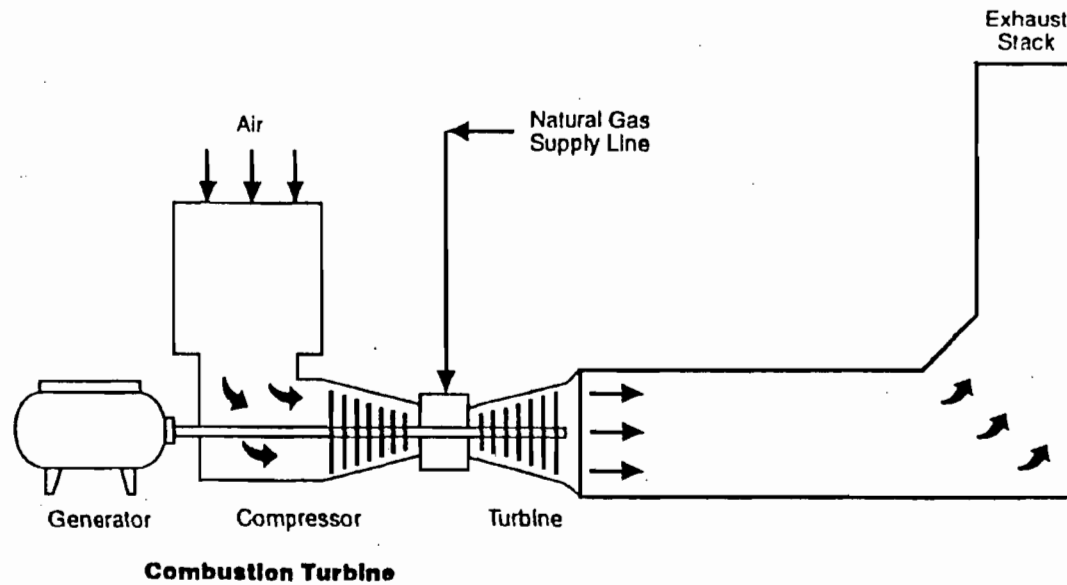 Exhaust
Stack
Air
Natural Gas
Supply Line
Generator
Compressor
Turbine
Combustion Turbine